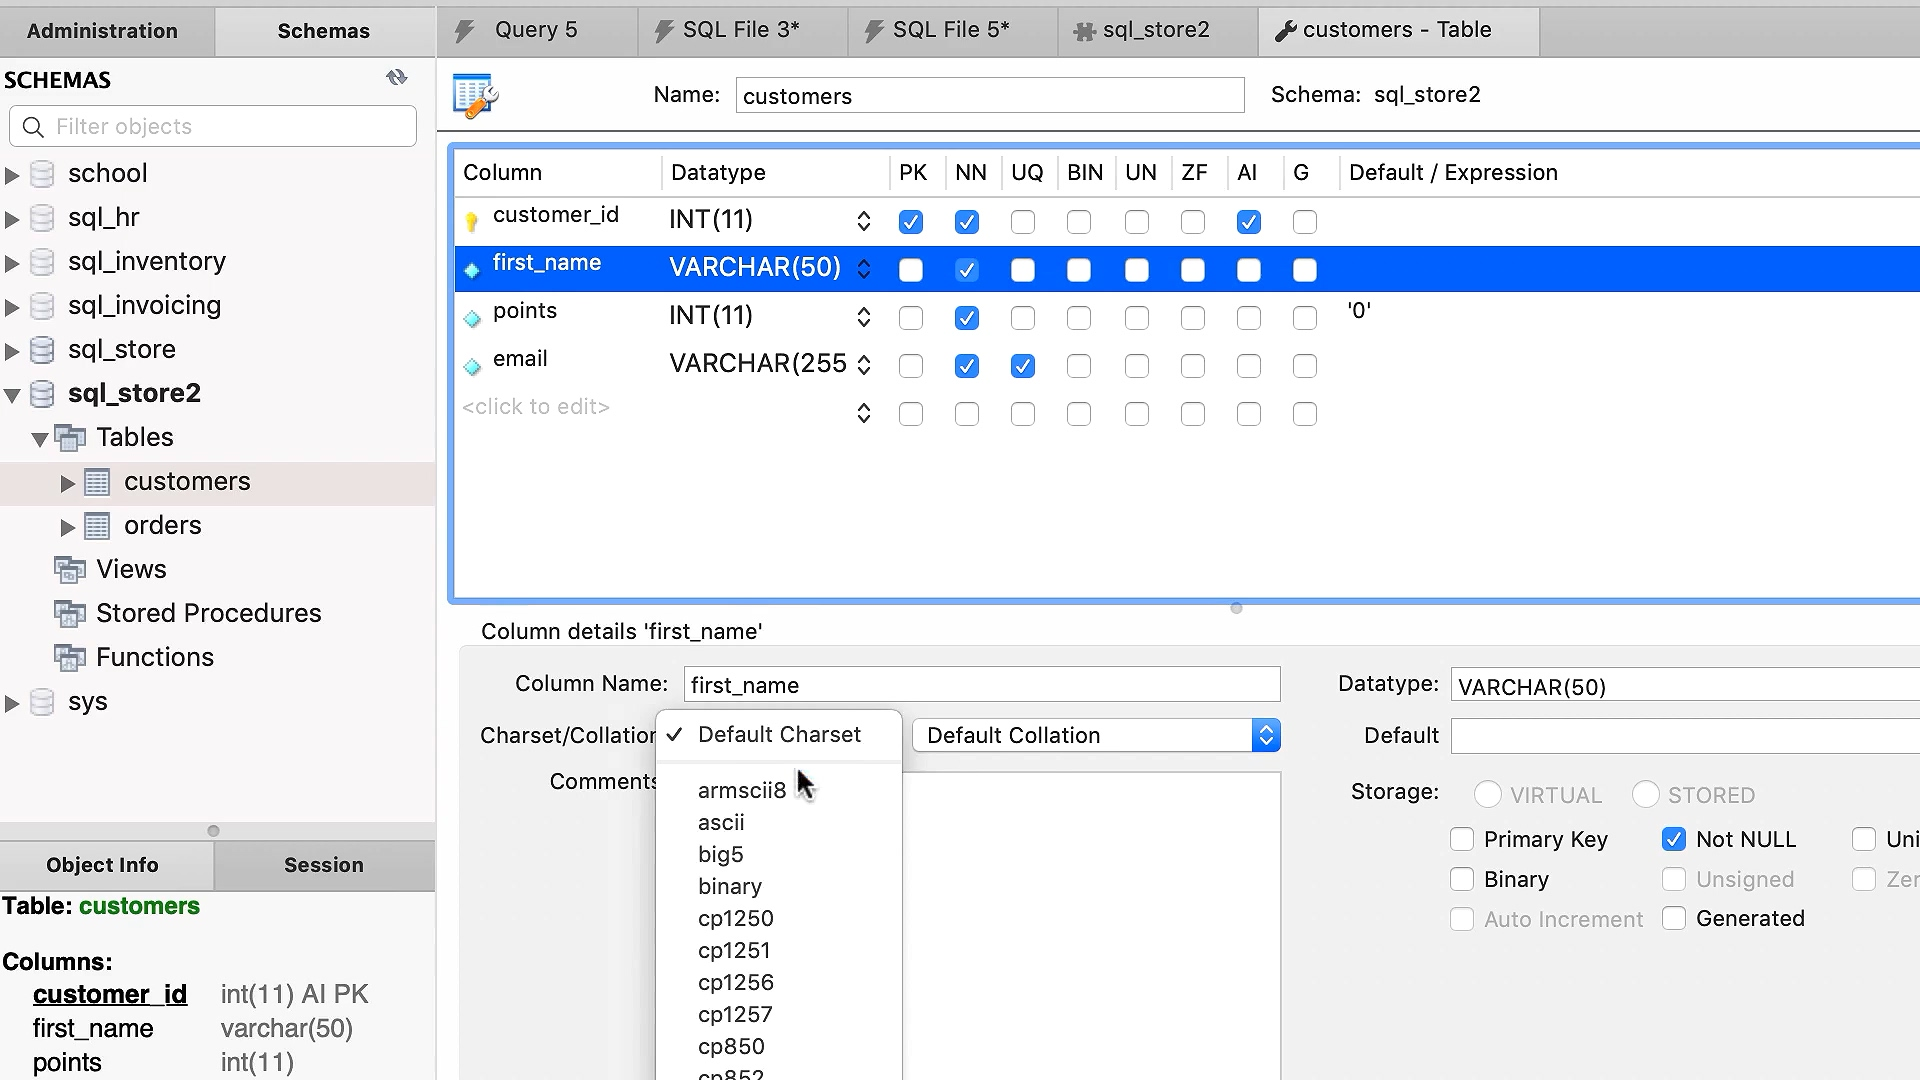 Administration
Schemas
Query 5
SQL File 3*
SQL File 5*
sql_store2
customers - Table
SCHEMAS
Filter objects
school
sql_hr
sql_inventory
sql_invoicing
sql_store
sql_store2
Tables
customers
orders
Views
Stored Procedures
Functions
sys
Object Info
Session
Table: customers
Columns:
customer_id int(11) AI PK
first_name varchar(50)
points int(11)
Name: customers Schema: sql_store2
Column Datatype PK NN UQ BIN UN ZF AI G Default / Expression
customer_id INT(11)
first_name VARCHAR(50)
points INT(11) '0'
email VARCHAR(255
<click to edit>
Column details 'first_name'
Column Name: first_name Datatype: VARCHAR(50)
Charset/Collation Default Charset Default Collation Default
Comments
armscii8
ascii
big5
binary
cp1250
cp1251
cp1256
cp1257
cp850
cp852
Storage: VIRTUAL STORED
Primary Key Not NULL Uni
Binary Unsigned Zer
Auto Increment Generated